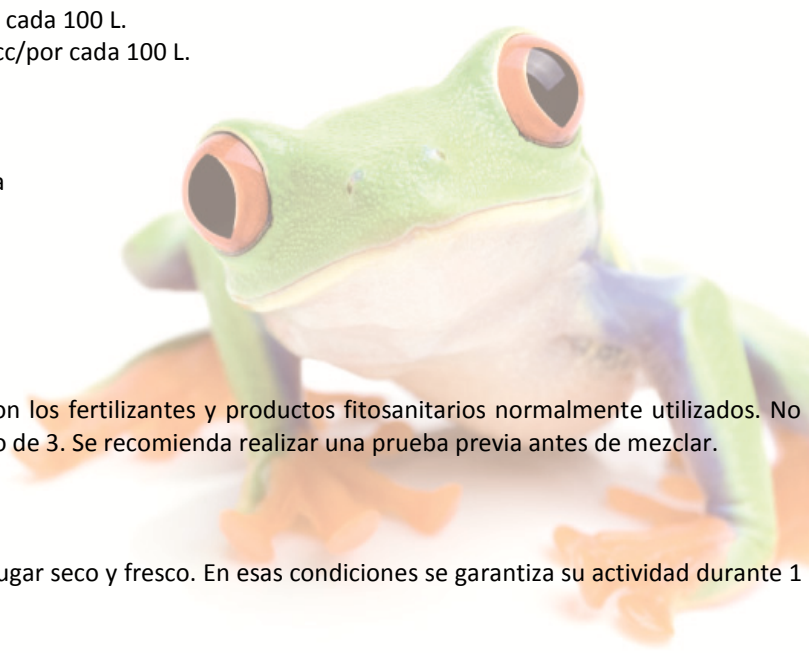 cada 100 L.
cc/por cada 100 L.
a
on los fertilizantes y productos fitosanitarios normalmente utilizados. No
o de 3. Se recomienda realizar una prueba previa antes de mezclar.
ugar seco y fresco. En esas condiciones se garantiza su actividad durante 1